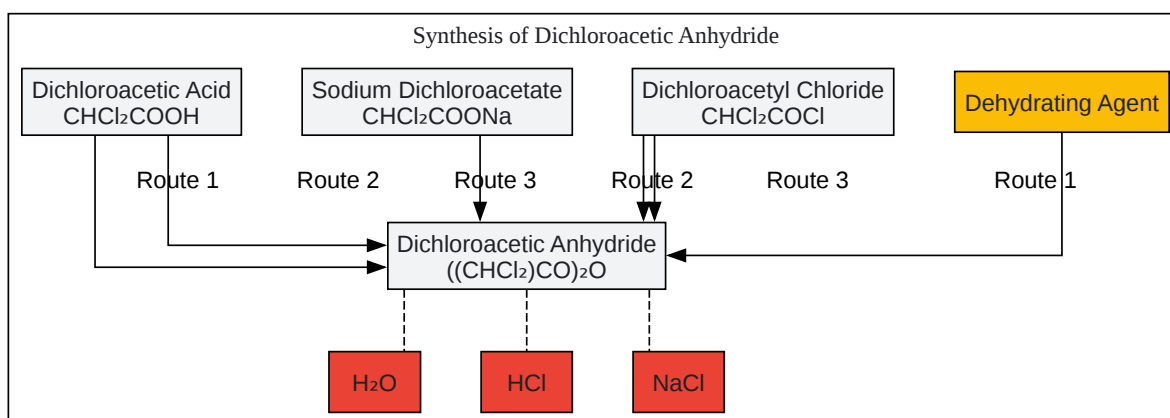 Synthesis of Dichloroacetic Anhydride
Dichloroacetic Acid
CHCl₂COOH
Sodium Dichloroacetate
CHCl₂COONa
Dichloroacetyl Chloride
CHCl₂COCl
Dehydrating Agent
Route 1
Route 2
Route 3
Route 2
Route 3
Route 1
Dichloroacetic Anhydride
((CHCl₂)CO)₂O
H₂O
HCl
NaCl